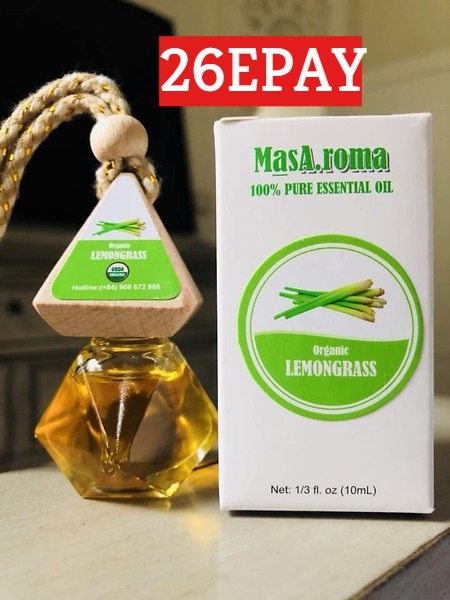 26EPAY
MasA.roma
100% PURE ESSENTIAL OIL
Organic
LEMONGRASS
USDA
ORGANIC
Hotline:(+84) 966 672 886
Organic
LEMONGRASS
Net: 1/3 fl. oz (10mL)